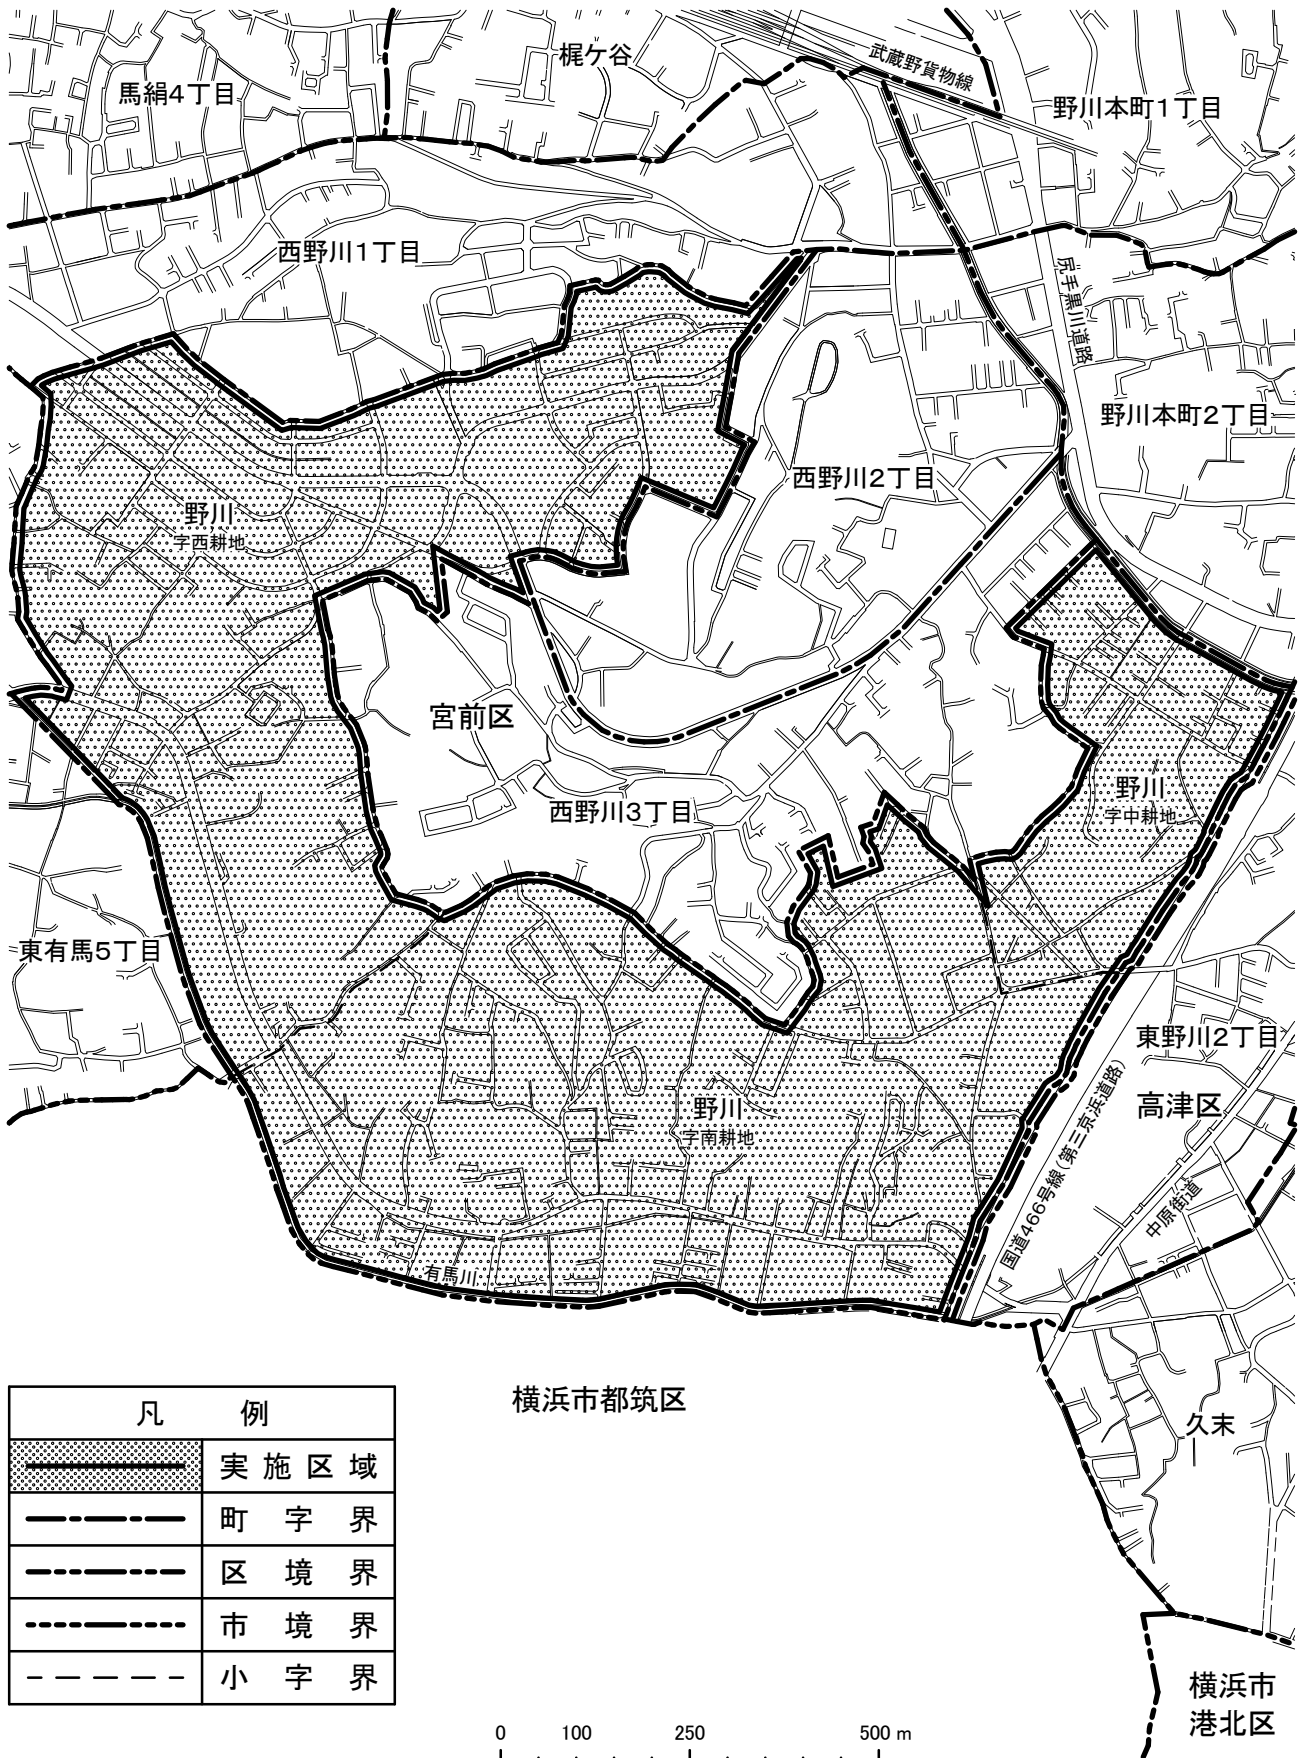 梶ケ谷
武蔵野貨物線
馬絹4丁目
野川本町1丁目
西野川1丁目
尻手黒川道路
野川本町2丁目
西野川2丁目
野川
字西耕地
宮前区
野川
字中耕地
西野川3丁目
東有馬5丁目
東野川2丁目
高津区
野川
字南耕地
国道466号線(第三京浜道路)
中原街道
有馬川
横浜市都筑区
久末
凡例
実施区域
町字界
区境界
市境界
小字界
横浜市
港北区
0 100 250 500 m